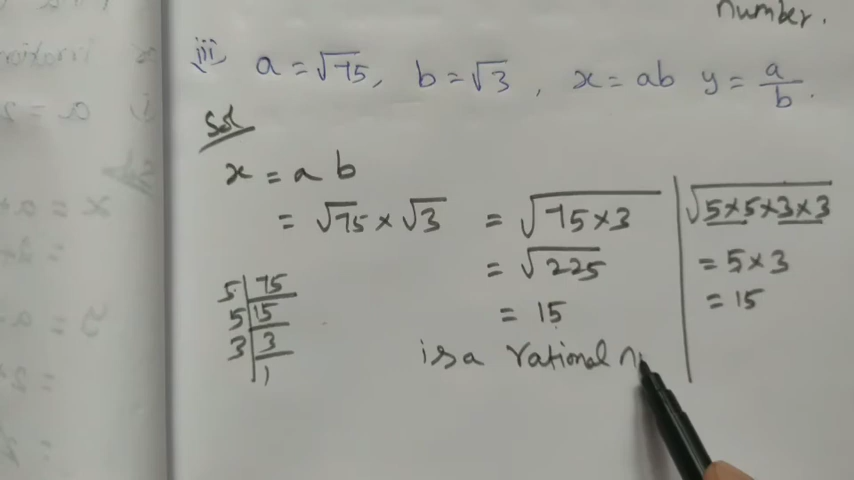 number.
iii) a = √75, b = √3, x = ab y = a/b.
Sol
x = a b
= √75 × √3 = √75×3
= √225
= 15
is a rational n
√5×5×3×3
= 5×3
= 15
5 | 75
5 | 15
3 | 3
1